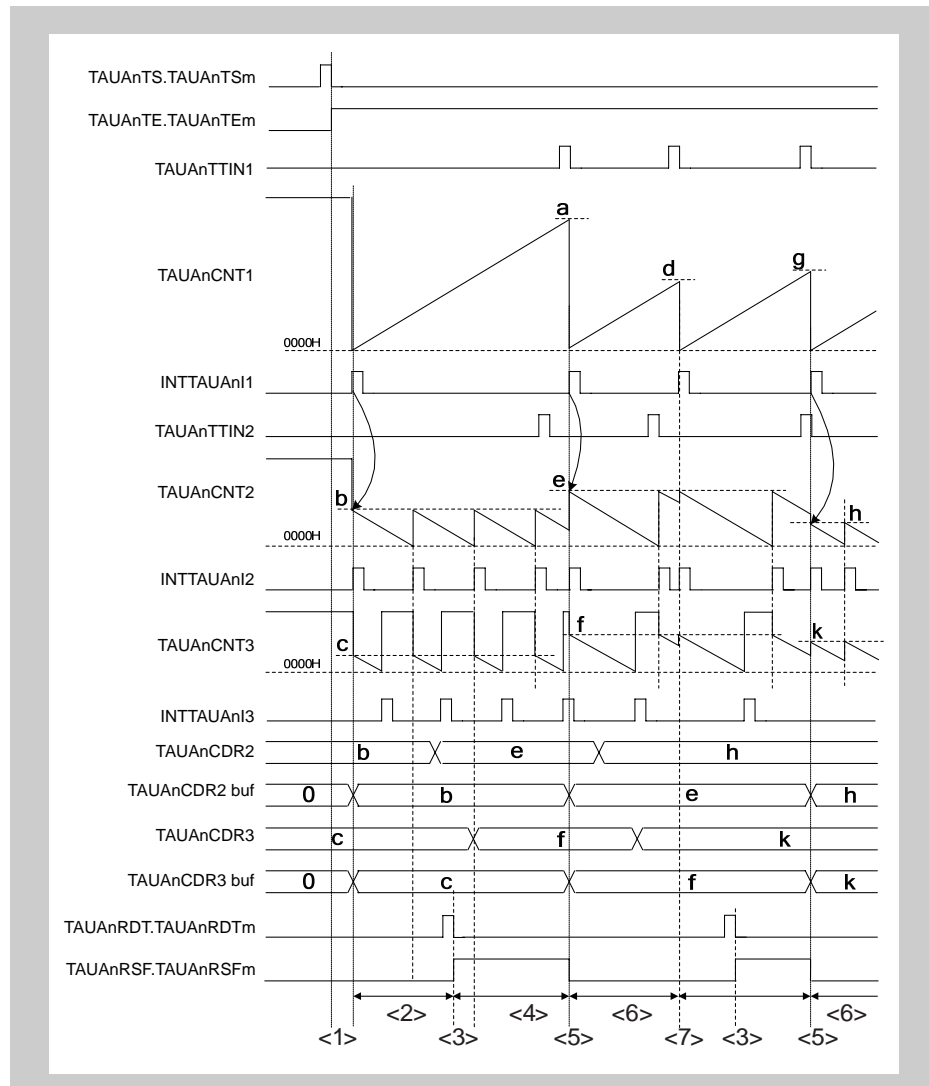 TAUAnTS.TAUAnTSm
TAUAnTE.TAUAnTEm
TAUAnTTIN1
a
d
g
TAUAnCNT1
0000H
INTTAUAnI1
TAUAnTTIN2
TAUAnCNT2
b
e
h
0000H
INTTAUAnI2
TAUAnCNT3
c
f
k
0000H
INTTAUAnI3
TAUAnCDR2
b
e
h
TAUAnCDR2 buf
0
b
e
h
TAUAnCDR3
c
f
k
TAUAnCDR3 buf
0
c
f
k
TAUAnRDT.TAUAnRDTm
TAUAnRSF.TAUAnRSFm
<2> <4> <6> <6>
<1> <3> <5> <7> <3> <5>